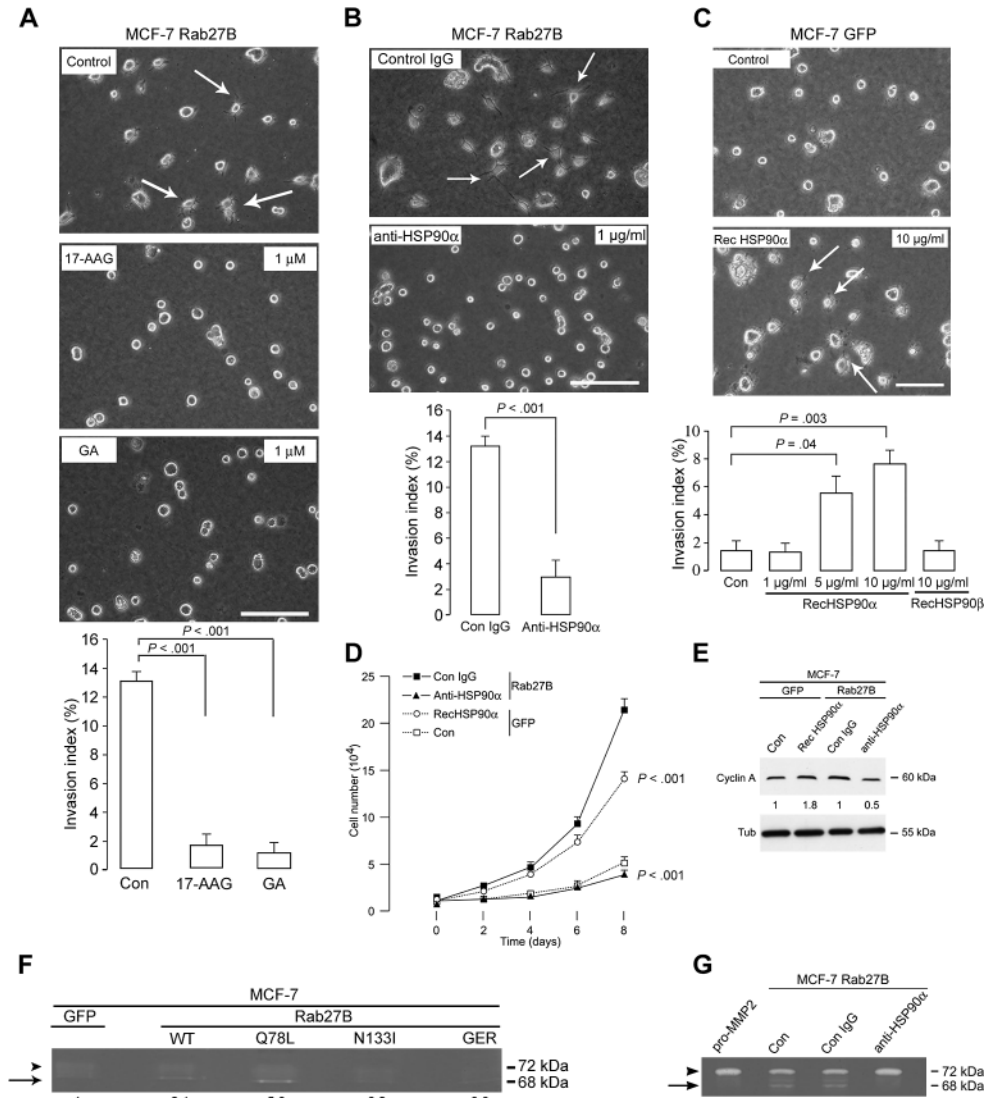 A
MCF-7 Rab27B
Control
17-AAG
1 μM
GA
1 μM
Invasion index (%)
16
14
12
10
8
6
4
2
0
P < .001
P < .001
Con
17-AAG
GA
B
MCF-7 Rab27B
Control IgG
anti-HSP90α
1 μg/ml
Invasion index (%)
16
14
12
10
8
6
4
2
0
P < .001
Con IgG
Anti-HSP90α
C
MCF-7 GFP
Control
Rec HSP90α
10 μg/ml
Invasion index (%)
10
8
6
4
2
0
P = .003
P = .04
Con
1 μg/ml
5 μg/ml
10 μg/ml
10 μg/ml
RecHSP90α
RecHSP90β
D
Con IgG
Anti-HSP90α
Rab27B
RecHSP90α
Con
GFP
Cell number (10⁴)
25
20
15
10
5
0
P < .001
P < .001
0
2
4
6
8
Time (days)
E
MCF-7
GFP
Rab27B
Con
Rec HSP90α
Con IgG
anti-HSP90α
Cyclin A
60 kDa
1
1.8
1
0.5
Tub
55 kDa
F
MCF-7
GFP
Rab27B
WT
Q78L
N133I
GER
72 kDa
68 kDa
G
MCF-7 Rab27B
pro-MMP2
Con
Con IgG
anti-HSP90α
72 kDa
68 kDa